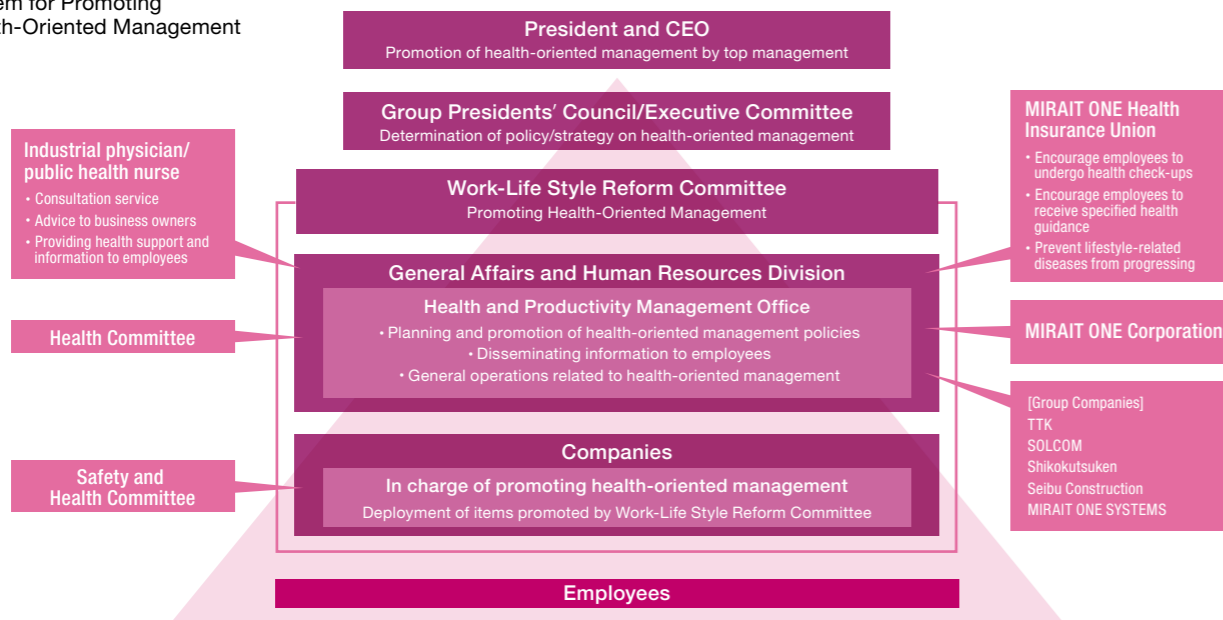 Promoting
Health-Oriented Management
President and CEO
Promotion of health-oriented management by top management
Group Presidents' Council/Executive Committee
Determination of policy/strategy on health-oriented management
Work-Life Style Reform Committee
Promoting Health-Oriented Management
General Affairs and Human Resources Division
Health and Productivity Management Office
• Planning and promotion of health-oriented management policies
• Disseminating information to employees
• General operations related to health-oriented management
Companies
In charge of promoting health-oriented management
Deployment of items promoted by Work-Life Style Reform Committee
Employees
Industrial physician/
public health nurse
• Consultation service
• Advice to business owners
• Providing health support and
information to employees
Health Committee
Safety and
Health Committee
MIRAIT ONE Health
Insurance Union
• Encourage employees to
undergo health check-ups
• Encourage employees to
receive specified health
guidance
• Prevent lifestyle-related
diseases from progressing
MIRAIT ONE Corporation
[Group Companies]
TTK
SOLCOM
Shikokutsuken
Seibu Construction
MIRAIT ONE SYSTEMS